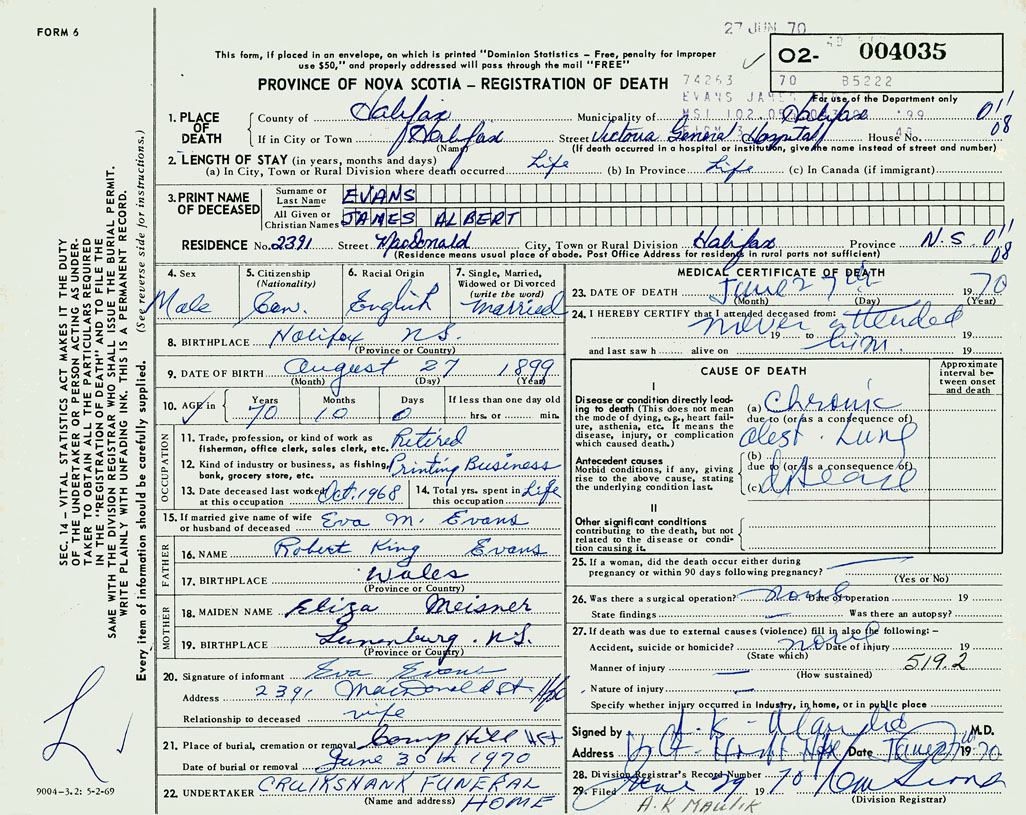 FORM 6
27 JUN 70
This form, if placed in an envelope, on which is printed "Dominion Statistics – Free, penalty for improper
use $50," and properly addressed will pass through the mail "FREE"
02- 004035
70 B5222
74263
PROVINCE OF NOVA SCOTIA – REGISTRATION OF DEATH
EVANS JAMES
For use of the Department only
1. PLACE OF DEATH
County of Halifax Municipality of Halifax
If in City or Town Halifax Street Victoria General Hospital House No.
(Name) (If death occurred in a hospital or institution, give the name instead of street and number)
011
08
2. LENGTH OF STAY (in years, months and days)
(a) In City, Town or Rural Division where death occurred Life (b) In Province Life (c) In Canada (if immigrant)
3. PRINT NAME OF DECEASED
Surname or Last Name EVANS
All Given or Christian Names JAMES ALBERT
RESIDENCE No. 2391 Street MacDonald City, Town or Rural Division Halifax Province N.S. 011
(Residence means usual place of abode. Post Office Address for residents in rural parts not sufficient) 08
4. Sex Male
5. Citizenship (Nationality) Can.
6. Racial Origin English
7. Single, Married, Widowed or Divorced (write the word) Married
8. BIRTHPLACE Halifax N.S.
(Province or Country)
9. DATE OF BIRTH August 27 1899
(Month) (Day) (Year)
10. AGE in Years 70 Months 10 Days 0 If less than one day old hrs. or min.
OCCUPATION
11. Trade, profession, or kind of work as fisherman, office clerk, sales clerk, etc. Retired
12. Kind of industry or business, as fishing, bank, grocery store, etc. Printing Business
13. Date deceased last worked at this occupation Oct. 1968
14. Total yrs. spent in this occupation Life
15. If married give name of wife or husband of deceased Eva M. Evans
FATHER
16. NAME Robert King Evans
17. BIRTHPLACE Wales
(Province or Country)
MOTHER
18. MAIDEN NAME Eliza Meisner
19. BIRTHPLACE Lunenburg. N.S.
(Province or Country)
20. Signature of informant Eva Evans
Address 2391 MacDonald St Hfx
Relationship to deceased wife
21. Place of burial, cremation or removal Camp Hill Hfx
Date of burial or removal June 30th 1970
22. UNDERTAKER CRUIKSHANK FUNERAL
(Name and address) HOME
MEDICAL CERTIFICATE OF DEATH
23. DATE OF DEATH June 27th 1970
(Month) (Day) (Year)
24. I HEREBY CERTIFY that I attended deceased from: never attended
19 to him. 19
and last saw h alive on 19
CAUSE OF DEATH
Approximate interval between onset and death
I
Disease or condition directly leading to death (This does not mean the mode of dying, e.g., heart failure, asthenia, etc. It means the disease, injury, or complication which caused death.)
(a) Chronic
due to (or as a consequence of)
Obst. Lung
Antecedent causes
Morbid conditions, if any, giving rise to the above cause, stating the underlying condition last.
(b)
due to (or as a consequence of)
(c) disease
II
Other significant conditions
contributing to the death, but not related to the disease or condition causing it.
25. If a woman, did the death occur either during pregnancy or within 90 days following pregnancy?
(Yes or No)
26. Was there a surgical operation? none Date of operation 19
State findings Was there an autopsy?
27. If death was due to external causes (violence) fill in also the following: –
Accident, suicide or homicide? none Date of injury 19
(State which)
Manner of injury 519.2
(How sustained)
Nature of injury
Specify whether injury occurred in industry, in home, or in public place
Signed by M.D.
Address Date June 27 1970
28. Division Registrar's Record Number
29. Filed June 29 1970
(Division Registrar)
A.K MAULIK
SEC. 14 – VITAL STATISTICS ACT MAKES IT THE DUTY
OF THE UNDERTAKER OR PERSON ACTING AS UNDER-
TAKER TO OBTAIN ALL THE PARTICULARS REQUIRED
IN THE "REGISTRATION OF DEATH" AND TO FILE THE
SAME WITH THE DIVISION REGISTRAR WHO SHALL ISSUE THE BURIAL PERMIT.
WRITE PLAINLY WITH UNFADING INK. THIS IS A PERMANENT RECORD.
Every item of information should be carefully supplied. (See reverse side for instructions.)
9004-3.2: 5-2-69